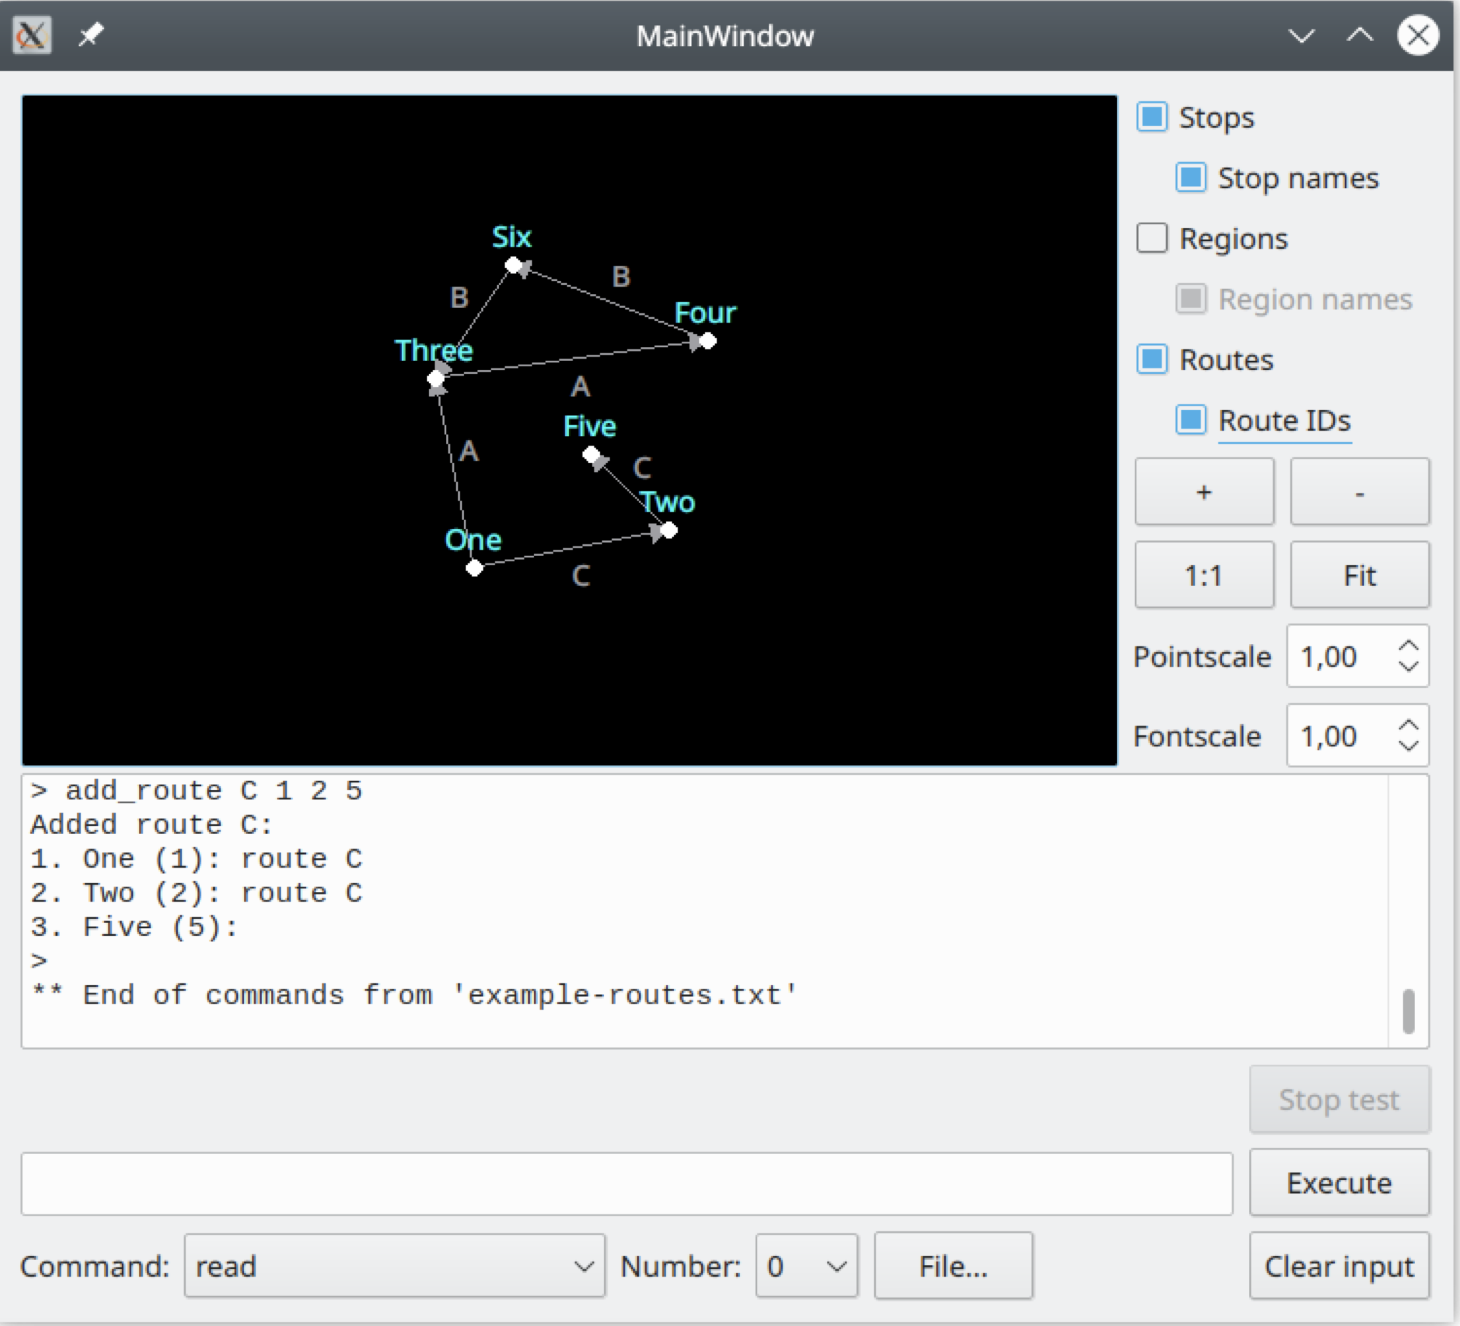 MainWindow
Six
B
B
Four
Three
A
Five
A
C
Two
One
C
Stops
Stop names
Regions
Region names
Routes
Route IDs
+ -
1:1 Fit
Pointscale 1,00
Fontscale 1,00
> add_route C 1 2 5
Added route C:
1. One (1): route C
2. Two (2): route C
3. Five (5):
>
** End of commands from 'example-routes.txt'
Stop test
Execute
Command: read Number: 0 File... Clear input